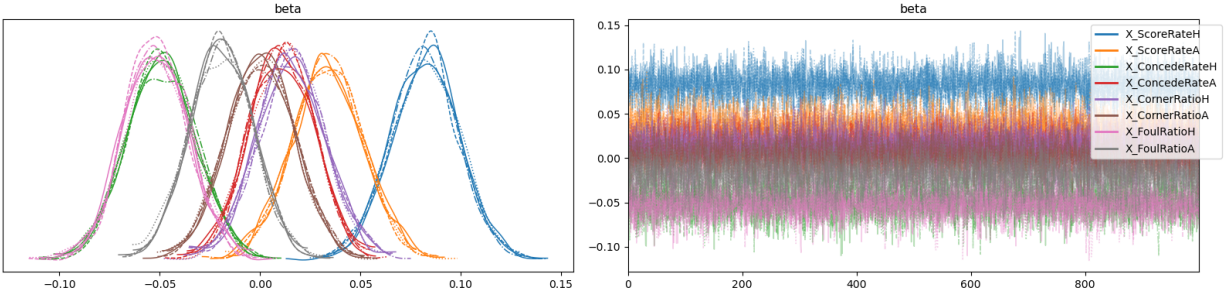 beta
−0.10
−0.05
0.00
0.05
0.10
0.15
beta
0.15
0.10
0.05
0.00
−0.05
−0.10
0
200
400
600
800
X_ScoreRateH
X_ScoreRateA
X_ConcedeRateH
X_ConcedeRateA
X_CornerRatioH
X_CornerRatioA
X_FoulRatioH
X_FoulRatioA